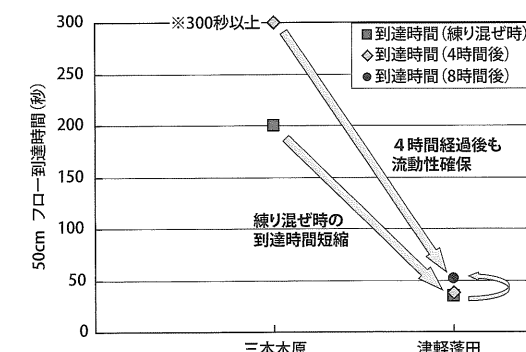 300
※300秒以上
到達時間(練り混ぜ時)
到達時間(4時間後)
到達時間(8時間後)
250
200
150
100
50
0
50cm フロー到達時間(秒)
4時間経過後も
流動性確保
練り混ぜ時の
到達時間短縮
三本木原
津軽蓬田